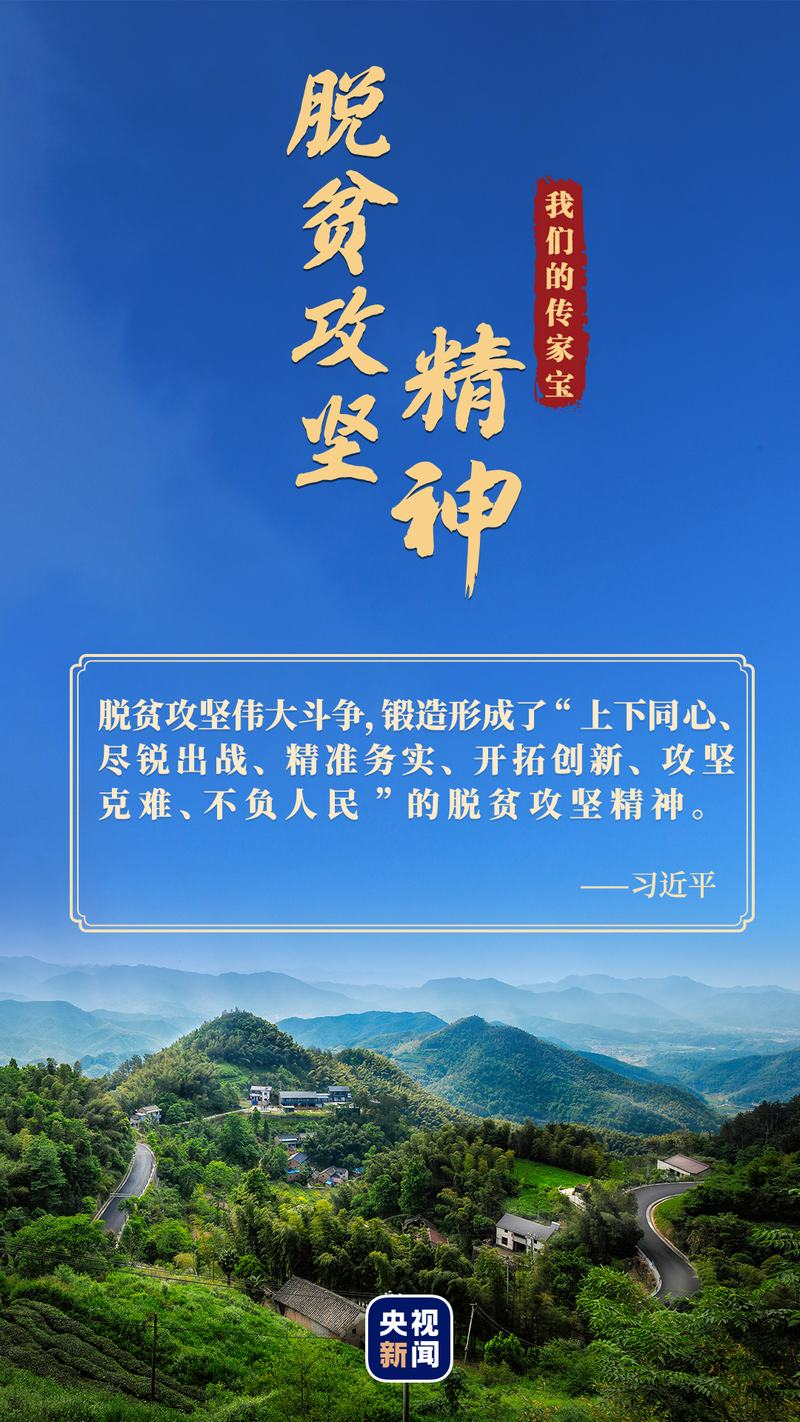 脱贫攻坚
精神
我们的传家宝
脱贫攻坚伟大斗争,锻造形成了“上下同心、
尽锐出战、精准务实、开拓创新、攻坚
克难、不负人民”的脱贫攻坚精神。
——习近平
央视
新闻